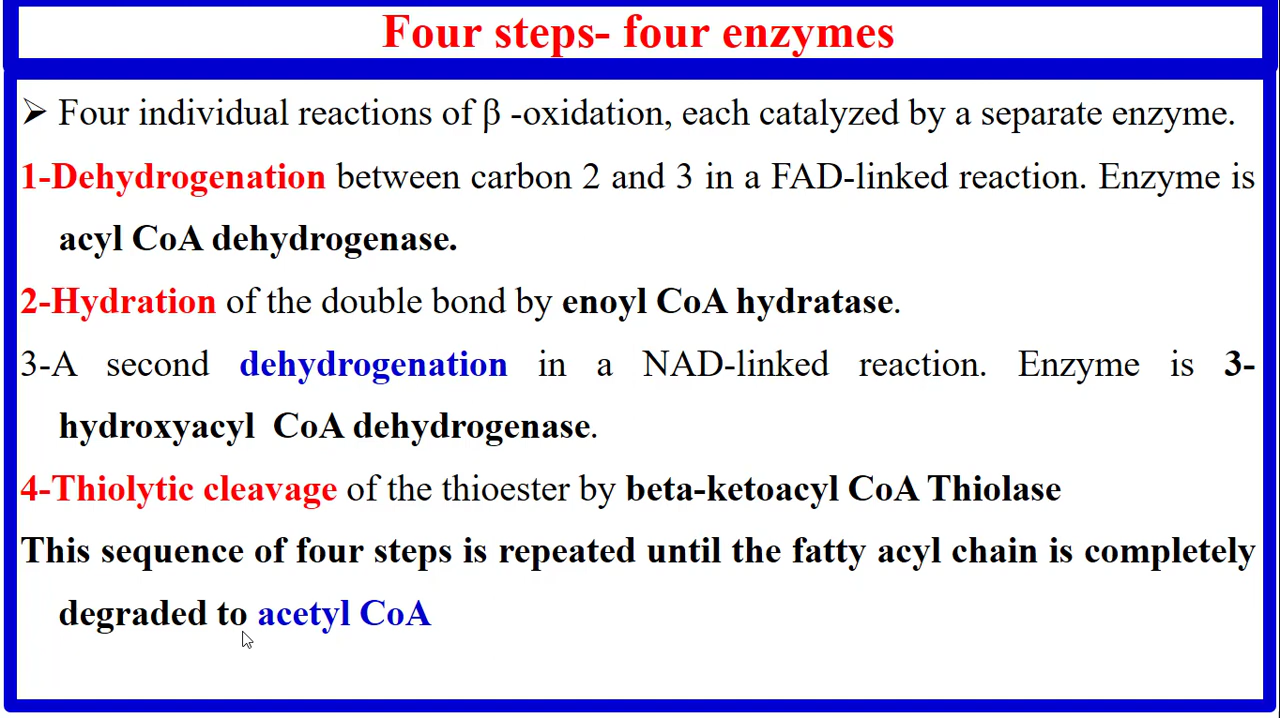 Four steps- four enzymes
➢ Four individual reactions of β -oxidation, each catalyzed by a separate enzyme.
1-Dehydrogenation between carbon 2 and 3 in a FAD-linked reaction. Enzyme is
acyl CoA dehydrogenase.
2-Hydration of the double bond by enoyl CoA hydratase.
3-A second dehydrogenation in a NAD-linked reaction. Enzyme is 3-
hydroxyacyl CoA dehydrogenase.
4-Thiolytic cleavage of the thioester by beta-ketoacyl CoA Thiolase
This sequence of four steps is repeated until the fatty acyl chain is completely
degraded to acetyl CoA